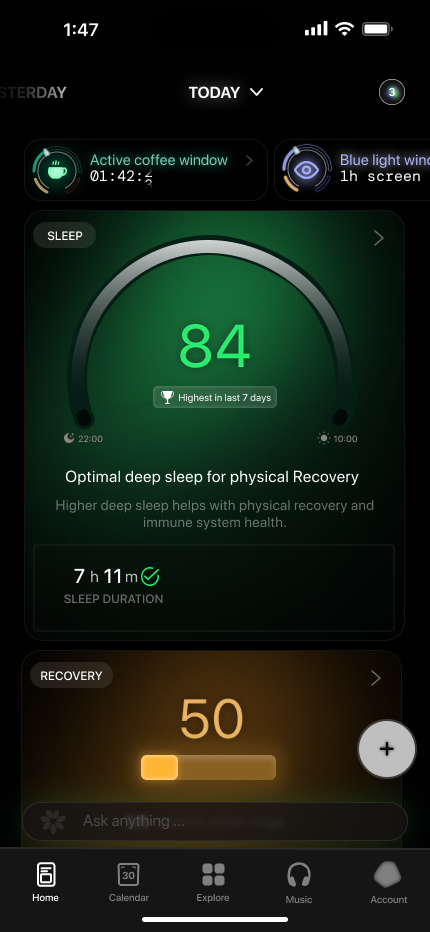 1:47
STERDAY
TODAY
3
Active coffee window
01:42:
Blue light wind
1h screen
SLEEP
84
Highest in last 7 days
22:00
10:00
Optimal deep sleep for physical Recovery
Higher deep sleep helps with physical recovery and
immune system health.
7 h 11 m
SLEEP DURATION
RECOVERY
50
+
Ask anything ...
30
Home
Calendar
Explore
Music
Account